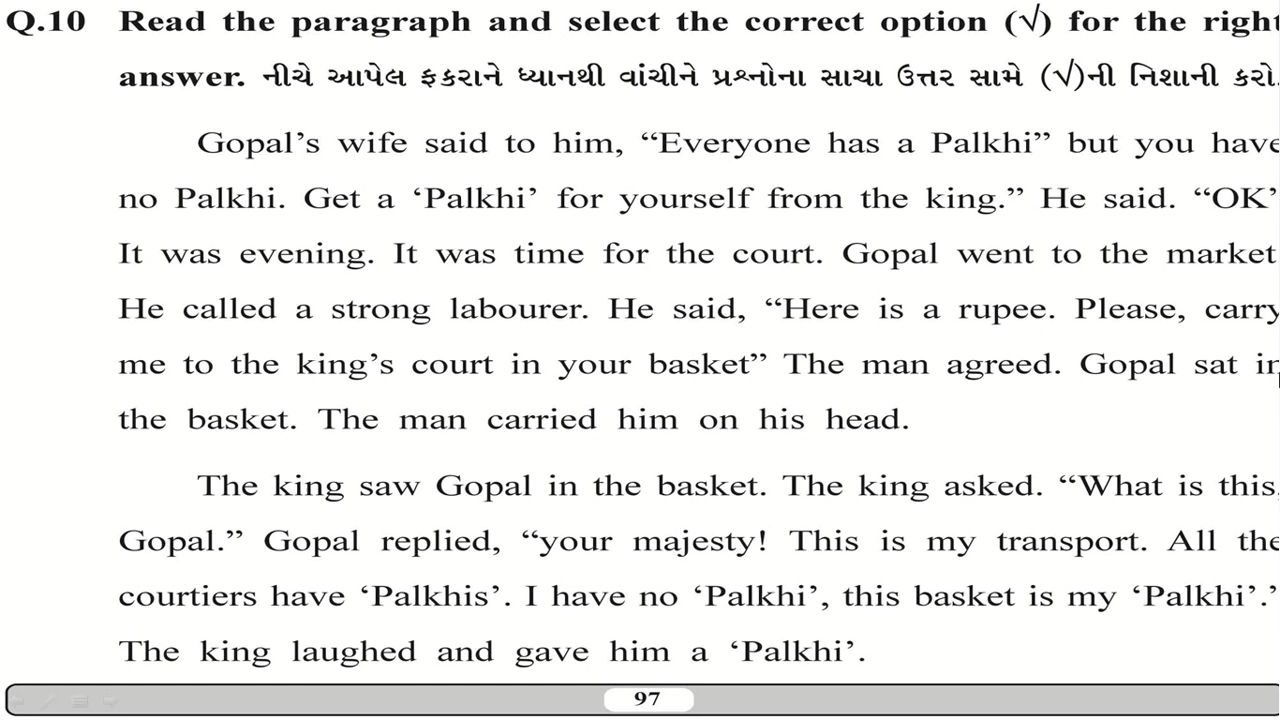 Q.10 Read the paragraph and select the correct option (√) for the right
answer. નીચે આપેલ ફકરાને ધ્યાનથી વાંચીને પ્રશ્નોના સાચા ઉત્તર સામે (√)ની નિશાની કરો.
Gopal's wife said to him, “Everyone has a Palkhi” but you have
no Palkhi. Get a ‘Palkhi’ for yourself from the king.” He said. “OK’
It was evening. It was time for the court. Gopal went to the market
He called a strong labourer. He said, “Here is a rupee. Please, carry
me to the king's court in your basket” The man agreed. Gopal sat in
the basket. The man carried him on his head.
The king saw Gopal in the basket. The king asked. “What is this,
Gopal.” Gopal replied, “your majesty! This is my transport. All the
courtiers have ‘Palkhis’. I have no ‘Palkhi’, this basket is my ‘Palkhi’.’
The king laughed and gave him a ‘Palkhi’.
97